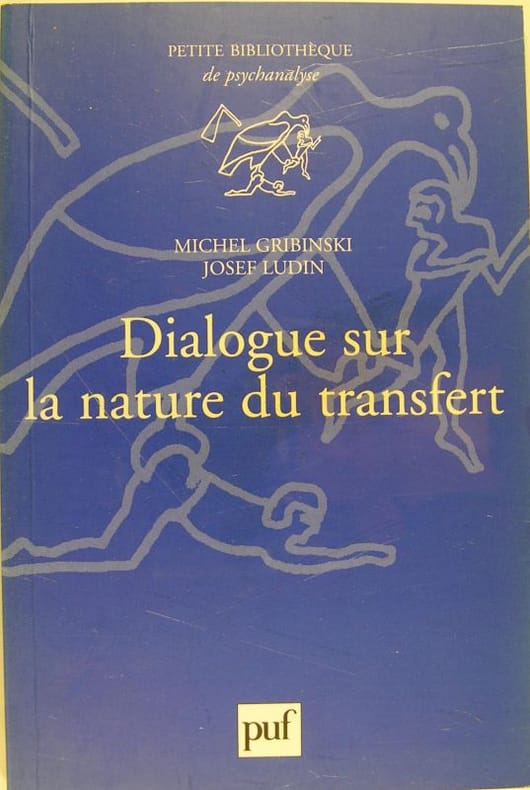 PETITE BIBLIOTHÈQUE
de psychanalyse
MICHEL GRIBINSKI
JOSEF LUDIN
Dialogue sur
la nature du transfert
puf